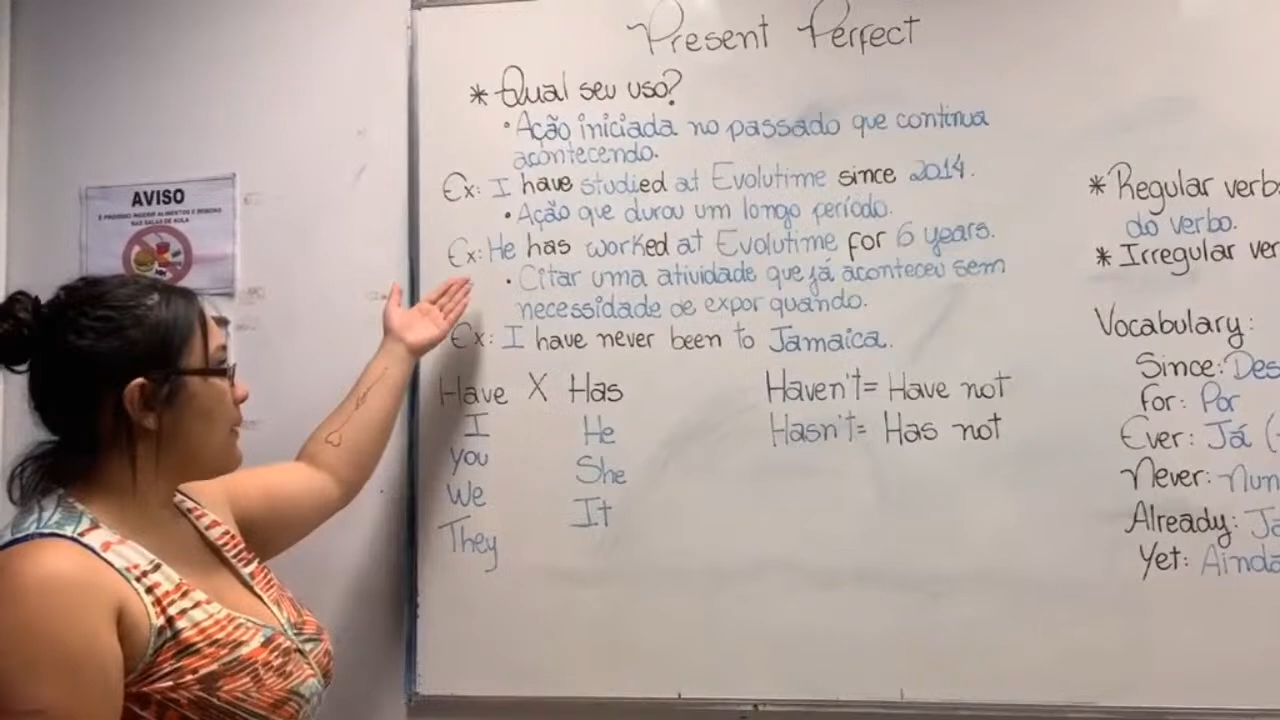 Present Perfect
* Qual seu uso?
• Ação iniciada no passado que continua
acontecendo.
Ex: I have studied at Evolutime since 2014.
• Ação que durou um longo período.
Ex: He has worked at Evolutime for 6 years.
• Citar uma atividade que já aconteceu sem
necessidade de expor quando.
Ex: I have never been to Jamaica.
Have X Has
I He
you She
We It
They
Haven't = Have not
Hasn't = Has not
* Regular verb
do verbo.
* Irregular ver
Vocabulary:
Since: Des
For: Por
Ever: Já (
Never: Nun
Already: Já
Yet: Ainda
AVISO
É PROIBIDO INGERIR ALIMENTOS E BEBIDAS
NAS SALAS DE AULA